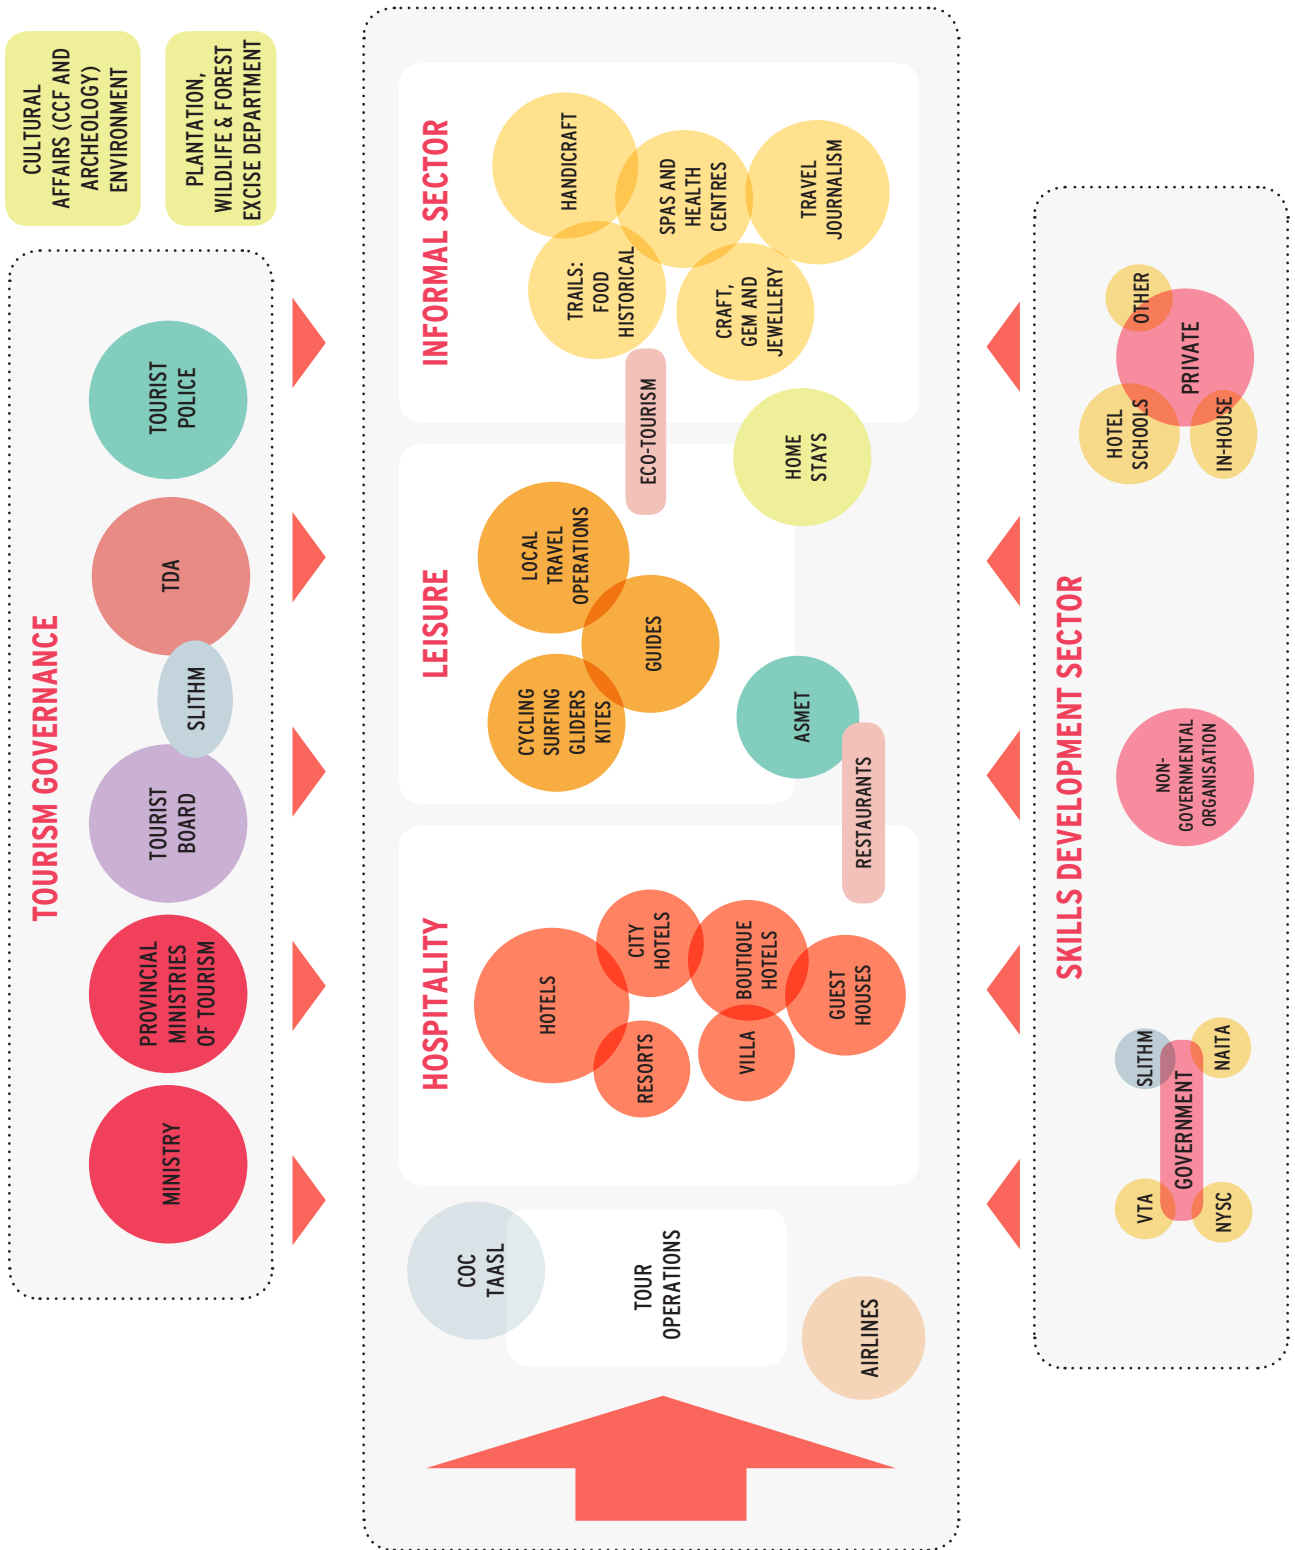 TOURISM GOVERNANCE
MINISTRY
PROVINCIAL
MINISTRIES
OF TOURISM
TOURIST
BOARD
SLITHM
TDA
TOURIST
POLICE
CULTURAL
AFFAIRS (CCF AND
ARCHEOLOGY)
ENVIRONMENT
PLANTATION,
WILDLIFE & FOREST
EXCISE DEPARTMENT
COC
TAASL
TOUR
OPERATIONS
AIRLINES
HOSPITALITY
HOTELS
RESORTS
CITY
HOTELS
VILLA
BOUTIQUE
HOTELS
GUEST
HOUSES
RESTAURANTS
LEISURE
CYCLING
SURFING
GLIDERS
KITES
LOCAL
TRAVEL
OPERATIONS
GUIDES
ASMET
ECO-TOURISM
HOME
STAYS
INFORMAL SECTOR
HANDICRAFT
TRAILS:
FOOD
HISTORICAL
SPAS AND
HEALTH
CENTRES
CRAFT,
GEM AND
JEWELLERY
TRAVEL
JOURNALISM
SKILLS DEVELOPMENT SECTOR
VTA
SLITHM
GOVERNMENT
NYSC
NAITA
NON-
GOVERNMENTAL
ORGANISATION
HOTEL
SCHOOLS
OTHER
PRIVATE
IN-HOUSE